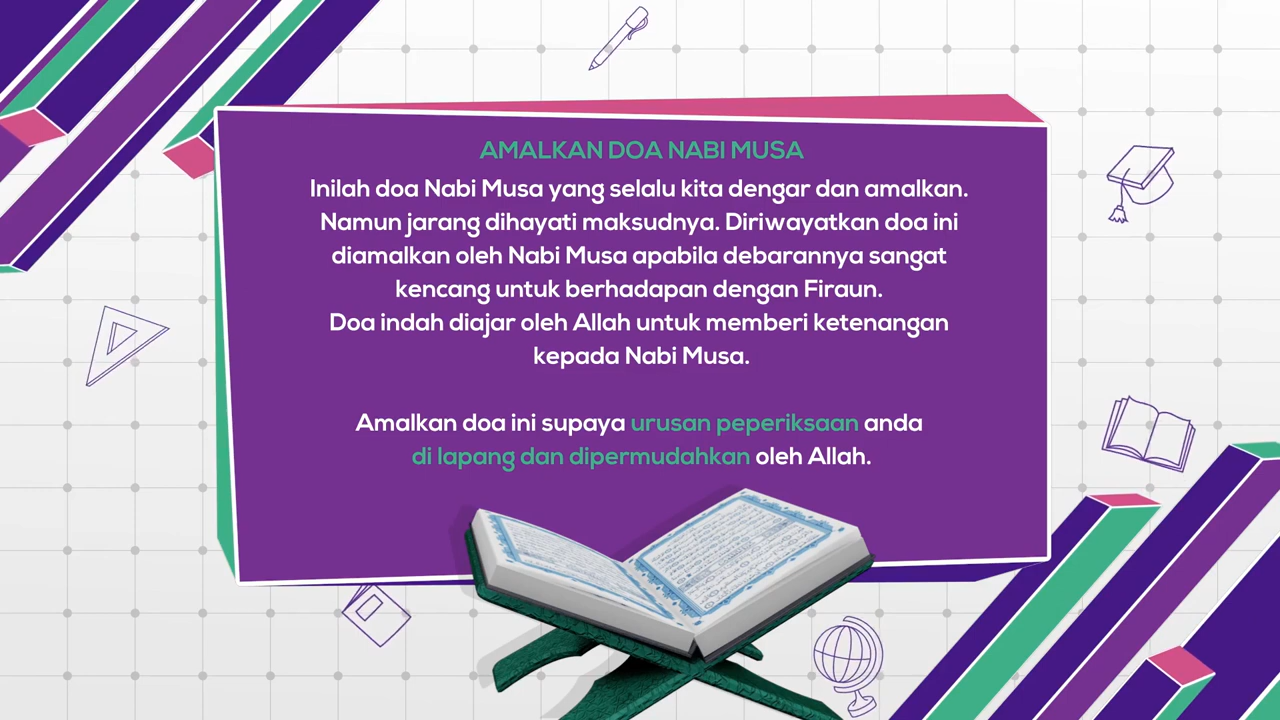 AMALKAN DOA NABI MUSA
Inilah doa Nabi Musa yang selalu kita dengar dan amalkan.
Namun jarang dihayati maksudnya. Diriwayatkan doa ini
diamalkan oleh Nabi Musa apabila debarannya sangat
kencang untuk berhadapan dengan Firaun.
Doa indah diajar oleh Allah untuk memberi ketenangan
kepada Nabi Musa.
Amalkan doa ini supaya urusan peperiksaan anda
di lapang dan dipermudahkan oleh Allah.